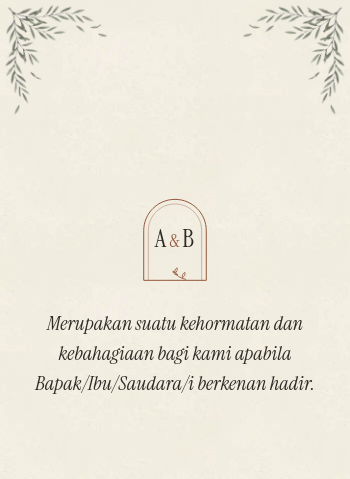 A & B
Merupakan suatu kehormatan dan
kebahagiaan bagi kami apabila
Bapak/Ibu/Saudara/i berkenan hadir.